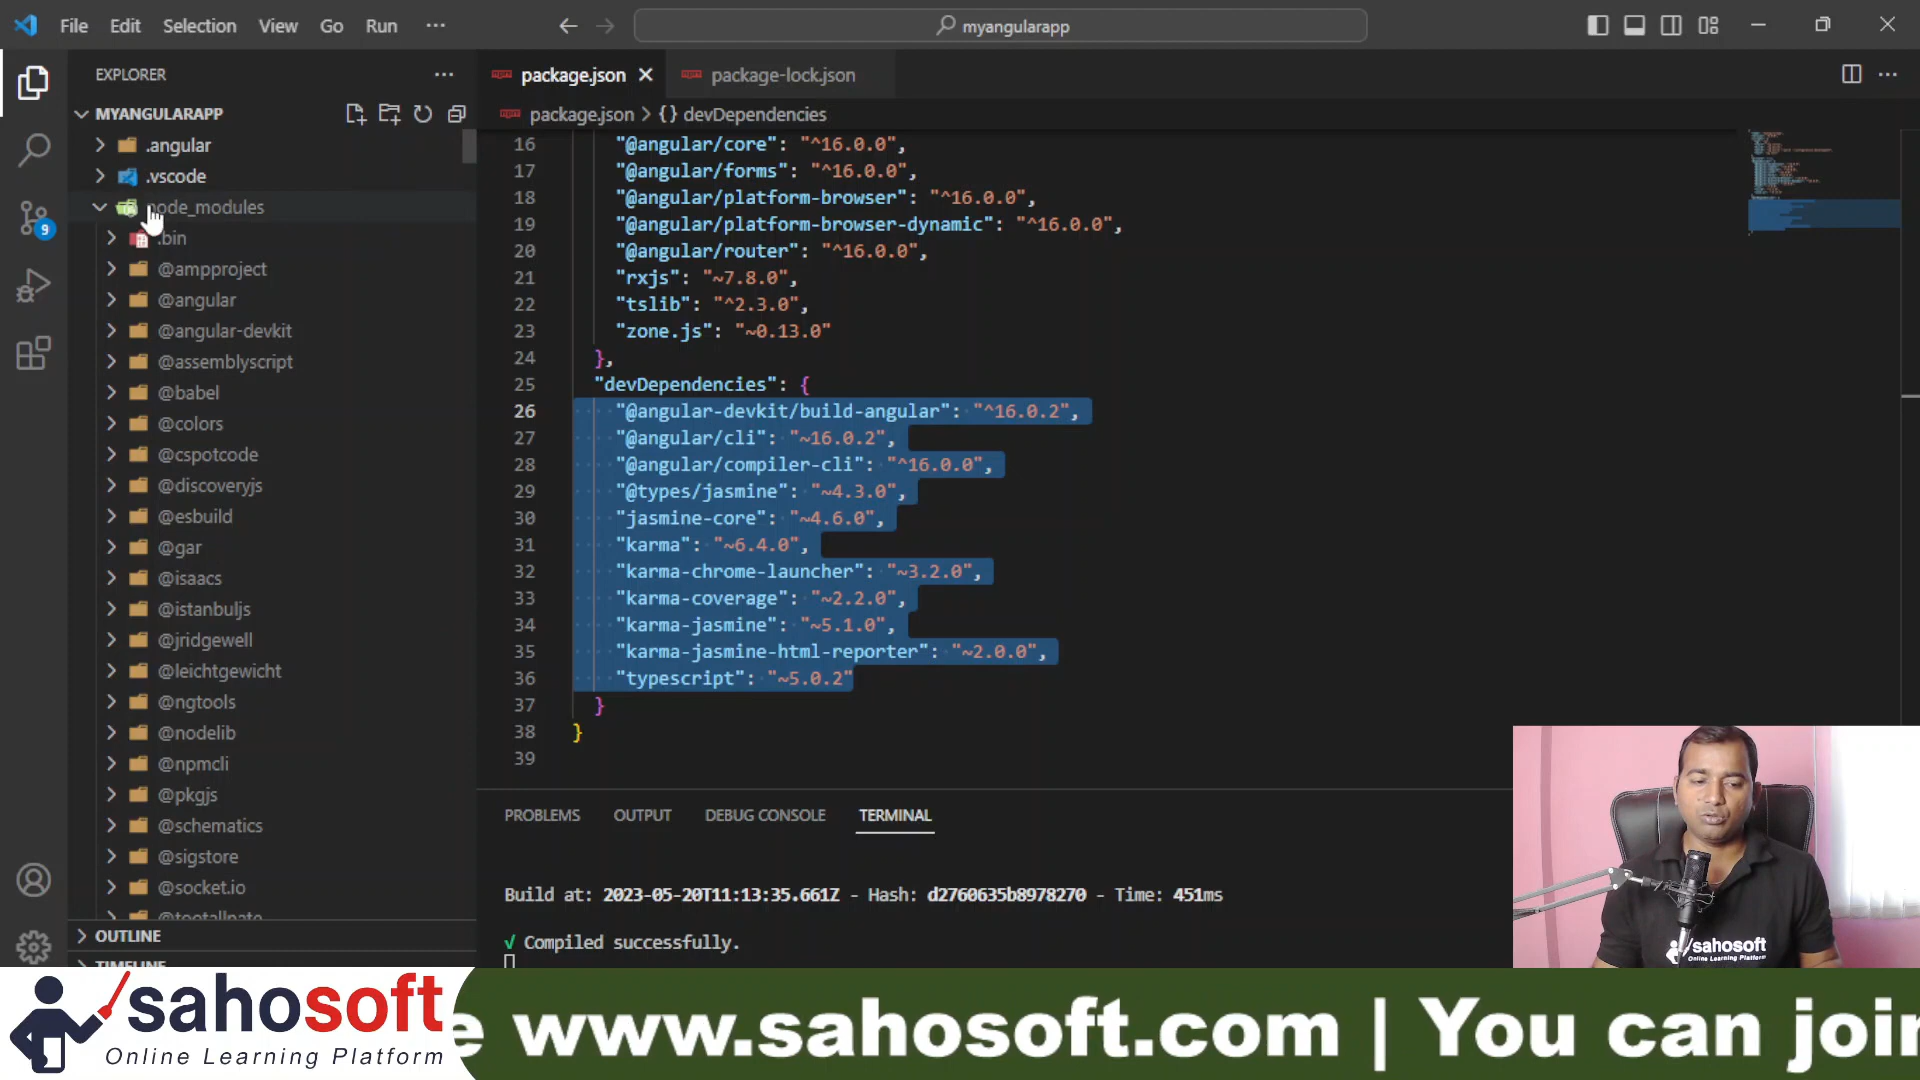 File Edit Selection View Go Run ···
myangularapp
EXPLORER
MYANGULARAPP
.angular
.vscode
node_modules
.bin
@ampproject
@angular
@angular-devkit
@assemblyscript
@babel
@colors
@cspotcode
@discoveryjs
@esbuild
@gar
@isaacs
@istanbuljs
@jridgewell
@leichtgewicht
@ngtools
@nodelib
@npmcli
@pkgjs
@schematics
@sigstore
@socket.io
@tootallnate
OUTLINE
TIMELINE
9
package.json
package-lock.json
package.json > {} devDependencies
16 "@angular/core": "^16.0.0",
17 "@angular/forms": "^16.0.0",
18 "@angular/platform-browser": "^16.0.0",
19 "@angular/platform-browser-dynamic": "^16.0.0",
20 "@angular/router": "^16.0.0",
21 "rxjs": "~7.8.0",
22 "tslib": "^2.3.0",
23 "zone.js": "~0.13.0"
24 },
25 "devDependencies": {
26 "@angular-devkit/build-angular": "^16.0.2",
27 "@angular/cli": "~16.0.2",
28 "@angular/compiler-cli": "^16.0.0",
29 "@types/jasmine": "~4.3.0",
30 "jasmine-core": "~4.6.0",
31 "karma": "~6.4.0",
32 "karma-chrome-launcher": "~3.2.0",
33 "karma-coverage": "~2.2.0",
34 "karma-jasmine": "~5.1.0",
35 "karma-jasmine-html-reporter": "~2.0.0",
36 "typescript": "~5.0.2"
37 }
38 }
39
PROBLEMS OUTPUT DEBUG CONSOLE TERMINAL
Build at: 2023-05-20T11:13:35.661Z - Hash: d2760635b8978270 - Time: 451ms
√ Compiled successfully.
sahosoft
Online Learning Platform
sahosoft
Online Learning Platform
e www.sahosoft.com | You can joi